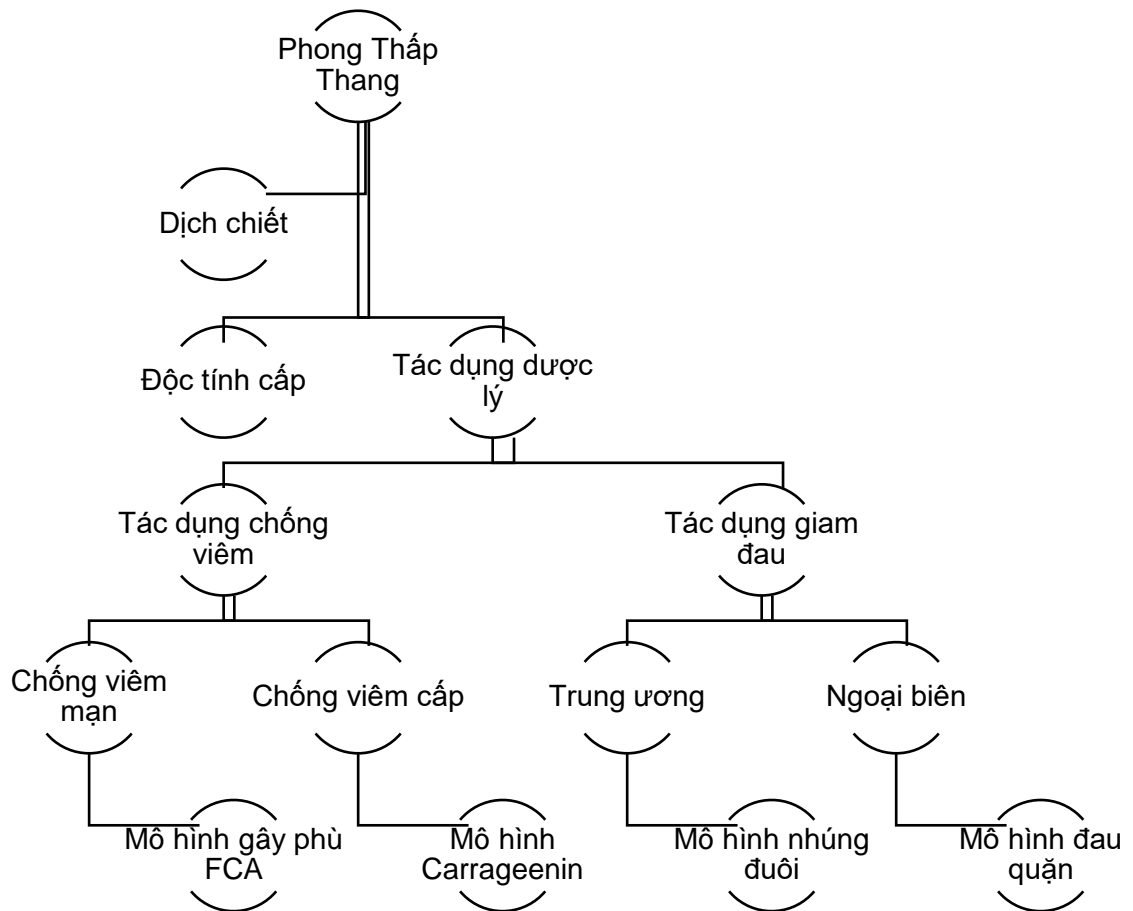 Phong Thấp
Thang
Dịch chiết
Độc tính cấp
Tác dụng dược
lý
Tác dụng chống
viêm
Tác dụng giam
đau
Chống viêm
mạn
Chống viêm cấp
Trung ương
Ngoại biên
Mô hình gây phù
FCA
Mô hình
Carrageenin
Mô hình nhúng
đuôi
Mô hình đau
quặn